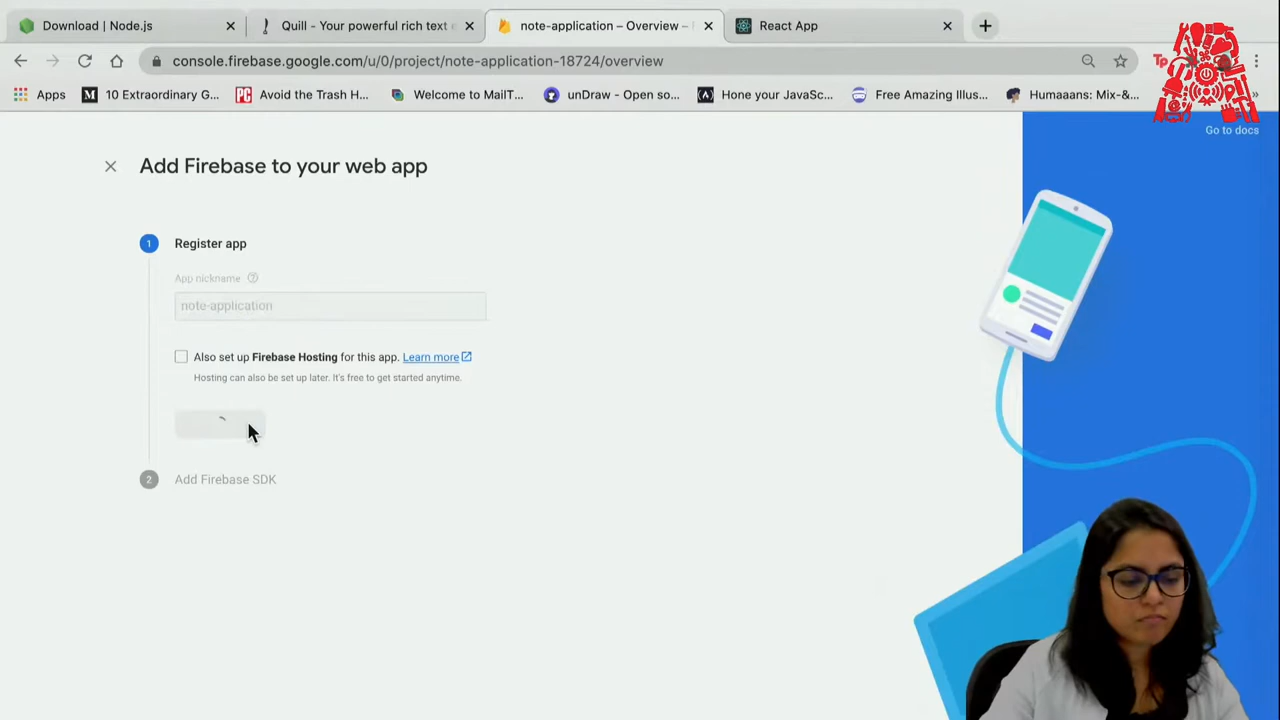 Download | Node.js
Quill - Your powerful rich text e
note-application – Overview –
React App
console.firebase.google.com/u/0/project/note-application-18724/overview
Apps
10 Extraordinary G...
Avoid the Trash H...
Welcome to MailT...
unDraw - Open so...
Hone your JavaSc...
Free Amazing Illus...
Humaaans: Mix-&...
»
Go to docs
Add Firebase to your web app
1 Register app
App nickname
note-application
Also set up Firebase Hosting for this app. Learn more
Hosting can also be set up later. It's free to get started anytime.
2 Add Firebase SDK